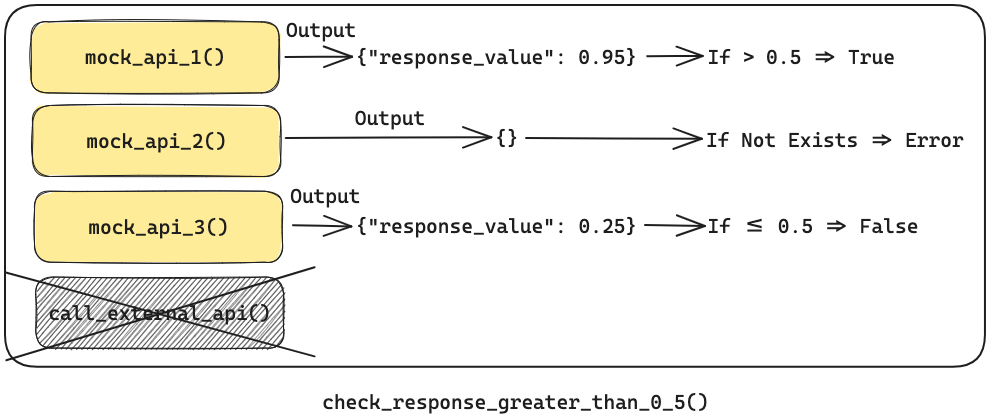 Output
mock_api_1() {"response_value": 0.95} If > 0.5 ⇒ True
Output
mock_api_2() {} If Not Exists ⇒ Error
Output
mock_api_3() {"response_value": 0.25} If ≤ 0.5 ⇒ False
call_external_api()
check_response_greater_than_0_5()